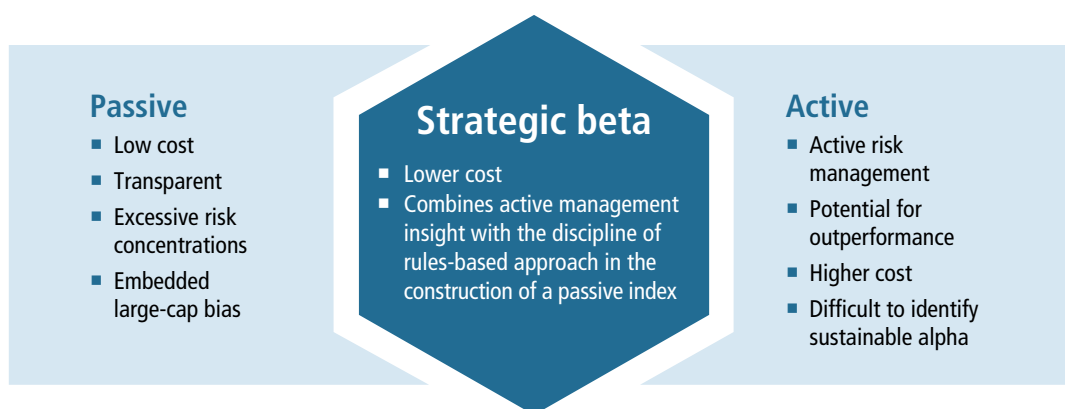 Passive
▪ Low cost
▪ Transparent
▪ Excessive risk
concentrations
▪ Embedded
large-cap bias
Strategic beta
▪ Lower cost
▪ Combines active management
insight with the discipline of
rules-based approach in the
construction of a passive index
Active
▪ Active risk
management
▪ Potential for
outperformance
▪ Higher cost
▪ Difficult to identify
sustainable alpha